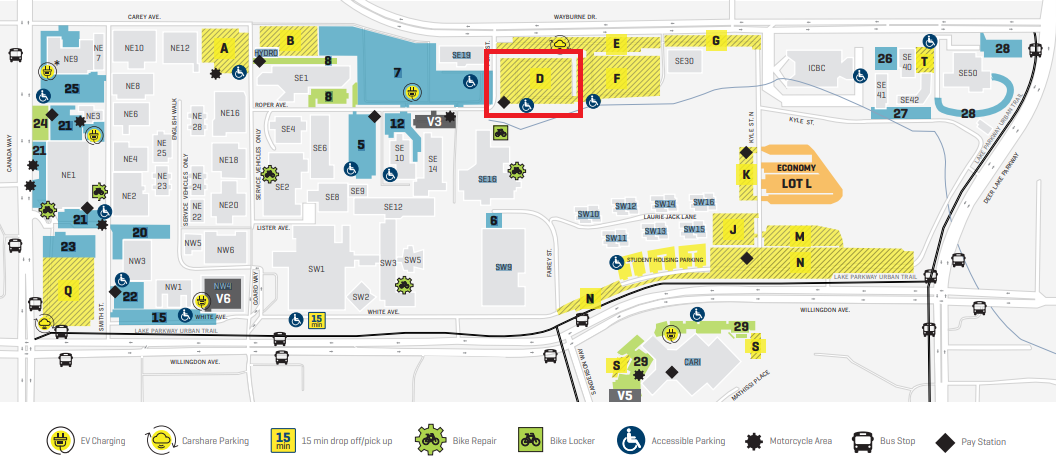 CAREY AVE.
WAYBURNE DR.
NE9
NE
7
NE10
NE12
A
B
HYDRO
8
SE1
7
SE19
D
E
F
G
SE30
ICBC
26
SE
40
T
28
SE50
25
NE8
8
ROPER AVE.
SE
41
SE42
27
28
24
21
NE3
NE6
ENGLISH WALK
NE
28
NE16
SE4
SE6
5
12
V3
SE
10
SE
14
KYLE ST. N
KYLE ST.
LAKE PARKWAY URBAN TRAIL
DEER LAKE PARKWAY
CANADA WAY
21
NE1
NE4
NE
25
NE
23
SERVICE VEHICLES ONLY
NE18
NE
24
SERVICE VEHICLES ONLY
SE2
SE8
SE9
SE16
K
ECONOMY
LOT L
NE2
NE
22
NE20
SE12
SW10
SW12
SW14
SW16
LAURIE JACK LANE
21
20
LISTER AVE.
6
SW11
SW13
SW15
J
M
23
NW3
NW5
NW6
SW1
SW3
SW5
SW9
FAIREY ST.
STUDENT HOUSING PARKING
N
LAKE PARKWAY URBAN TRAIL
Q
SMITH ST.
22
NW1
NW4
V6
GOARD WAY
SW2
N
15
WHITE AVE.
15
min
WHITE AVE.
WILLINGDON AVE.
LAKE PARKWAY URBAN TRAIL
WILLINGDON AVE.
SANDERSON WAY
29
S
29
CARI
S
V5
MATHISSI PLACE
EV Charging
Carshare Parking
15
min
15 min drop off/pick up
Bike Repair
Bike Locker
Accessible Parking
Motorcycle Area
Bus Stop
Pay Station